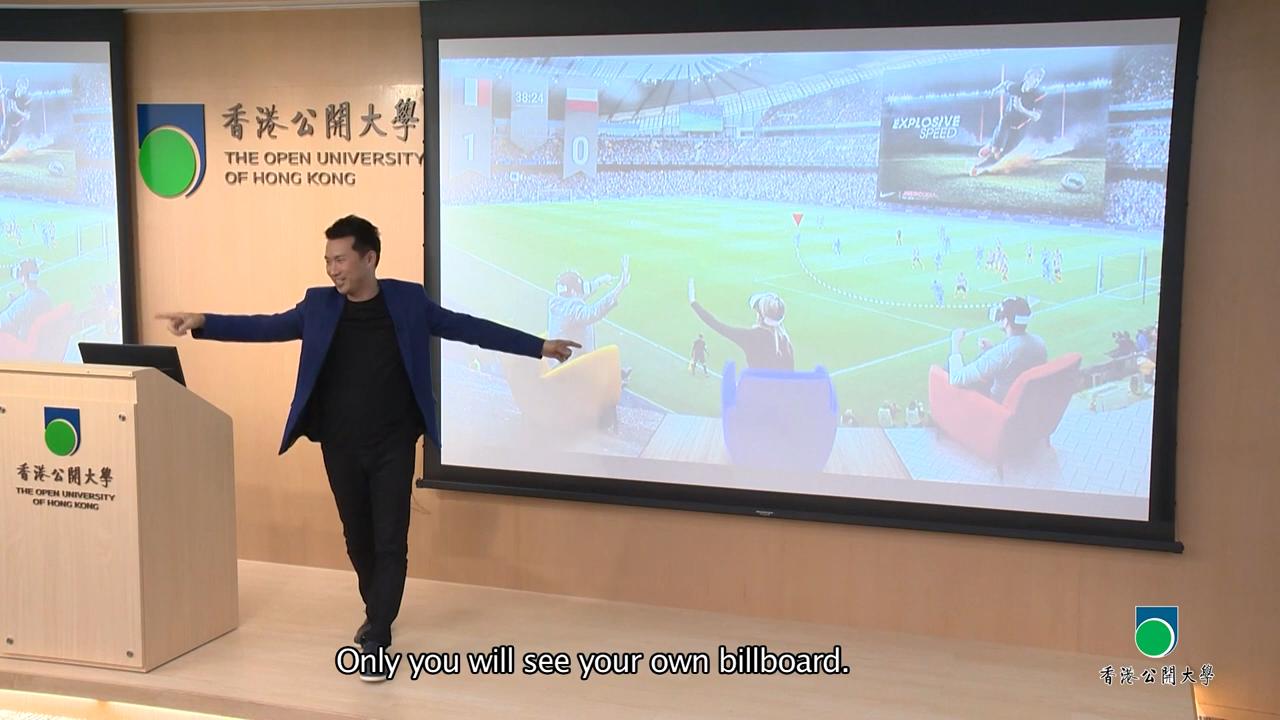 香港公開大學
THE OPEN UNIVERSITY
OF HONG KONG
38:24
1
0
EXPLOSIVE
SPEED
香港公開大學
THE OPEN UNIVERSITY
OF HONG KONG
Only you will see your own billboard.
香港公開大學